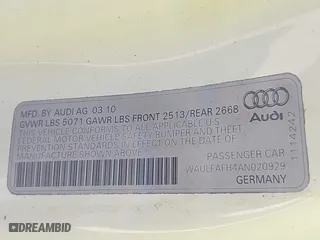 MFD. BY AUDI AG 03.10
GVWR LBS 5071 GAWR LBS FRONT 2513/REAR 2668
THIS VEHICLE CONFORMS TO ALL APPLICABLE U.S.
FEDERAL MOTOR VEHICLE SAFETY BUMPER AND THEFT
PREVENTION STANDARDS IN EFFECT ON THE DATE OF
MANUFACTURE SHOWN ABOVE
Audi
1114242
PASSENGER CAR
WAULFAFH4AN020929
GERMANY
DREAMBID